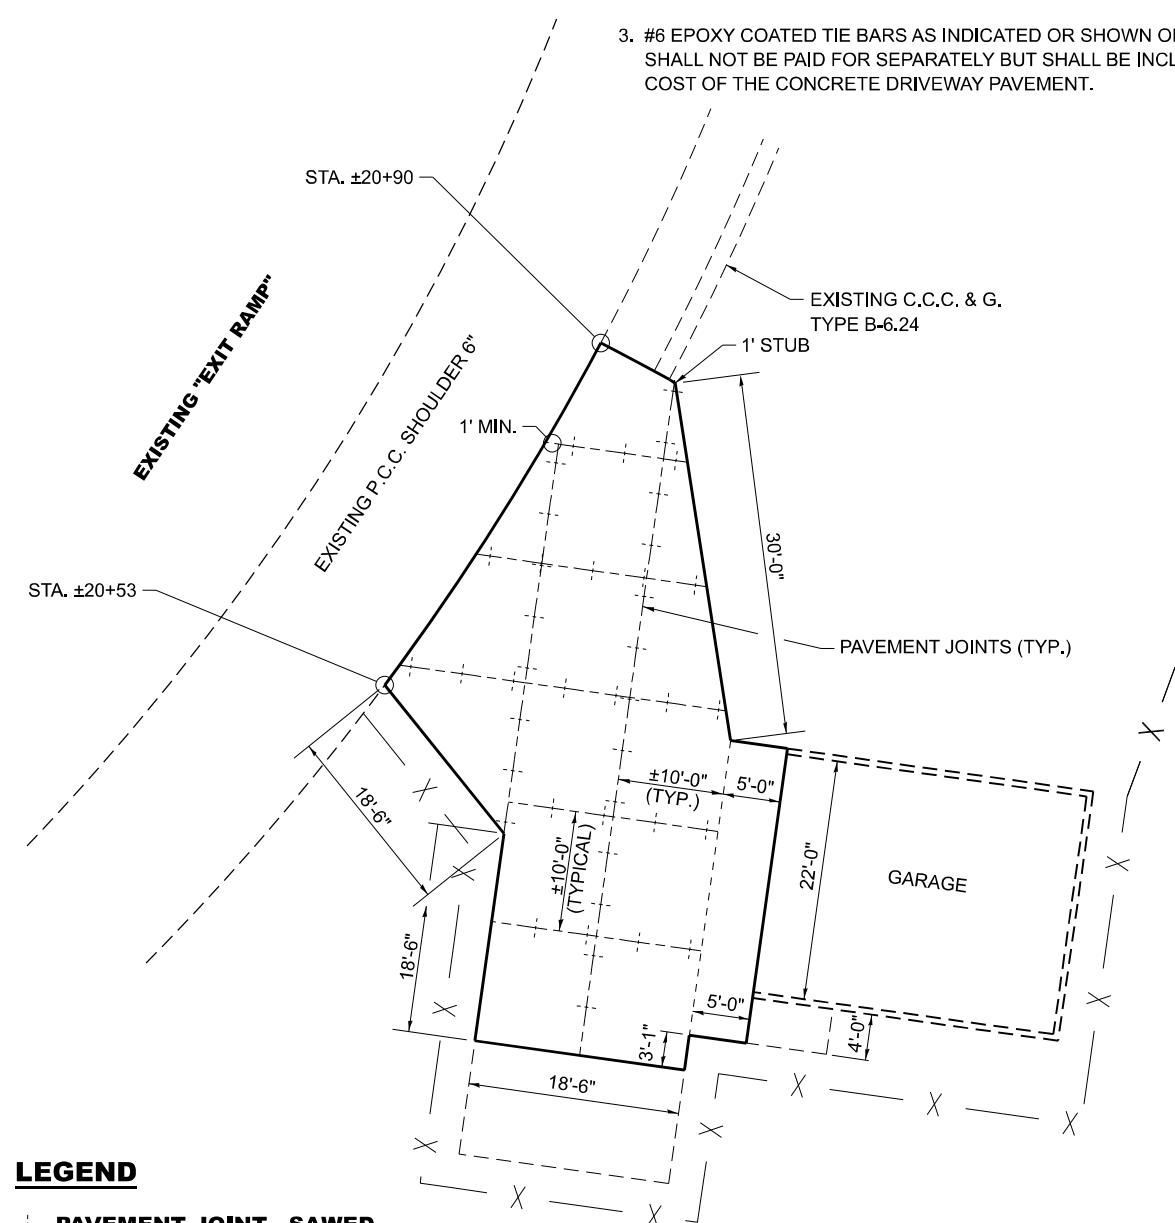 3. #6 EPOXY COATED TIE BARS AS INDICATED OR SHOWN
SHALL NOT BE PAID FOR SEPARATELY BUT SHALL BE
COST OF THE CONCRETE DRIVEWAY PAVEMENT.
STA. ±20+90
EXISTING "EXIT RAMP"
EXISTING C.C.C. & G.
TYPE B-6.24
1' STUB
EXISTING P.C.C. SHOULDER 6"
1' MIN.
30'-0"
STA. ±20+53
PAVEMENT JOINTS (TYP.)
±10'-0"
(TYP.)
5'-0"
18'-6"
±10'-0"
(TYPICAL)
22'-0"
GARAGE
18'-6"
5'-0"
3'-1"
4'-0"
18'-6"
LEGEND
PAVEMENT JOINT - SAWED